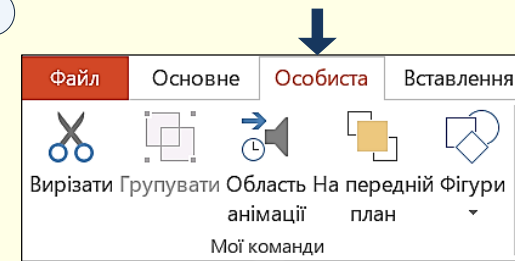 Файл Основне Особиста Вставлення
Вирізати Групувати Область На передній Фігури
анімації план
Мої команди